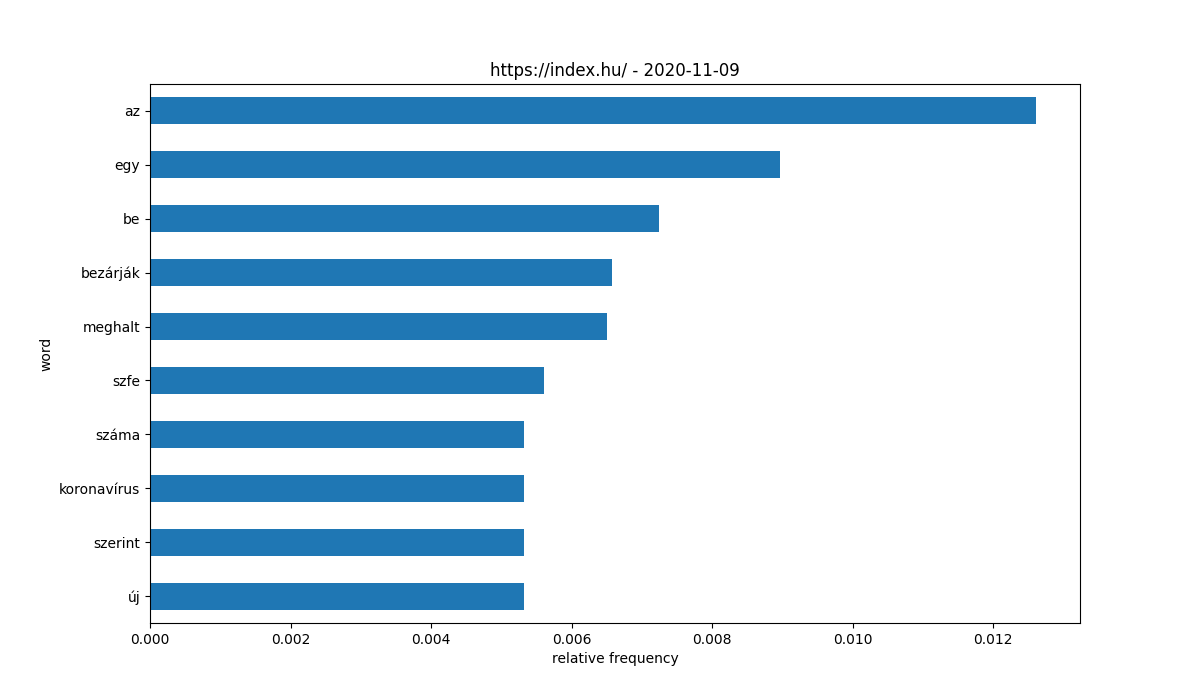 https://index.hu/ - 2020-11-09
az
egy
be
bezárják
meghalt
szfe
száma
koronavírus
szerint
új
word
0.000 0.002 0.004 0.006 0.008 0.010 0.012
relative frequency